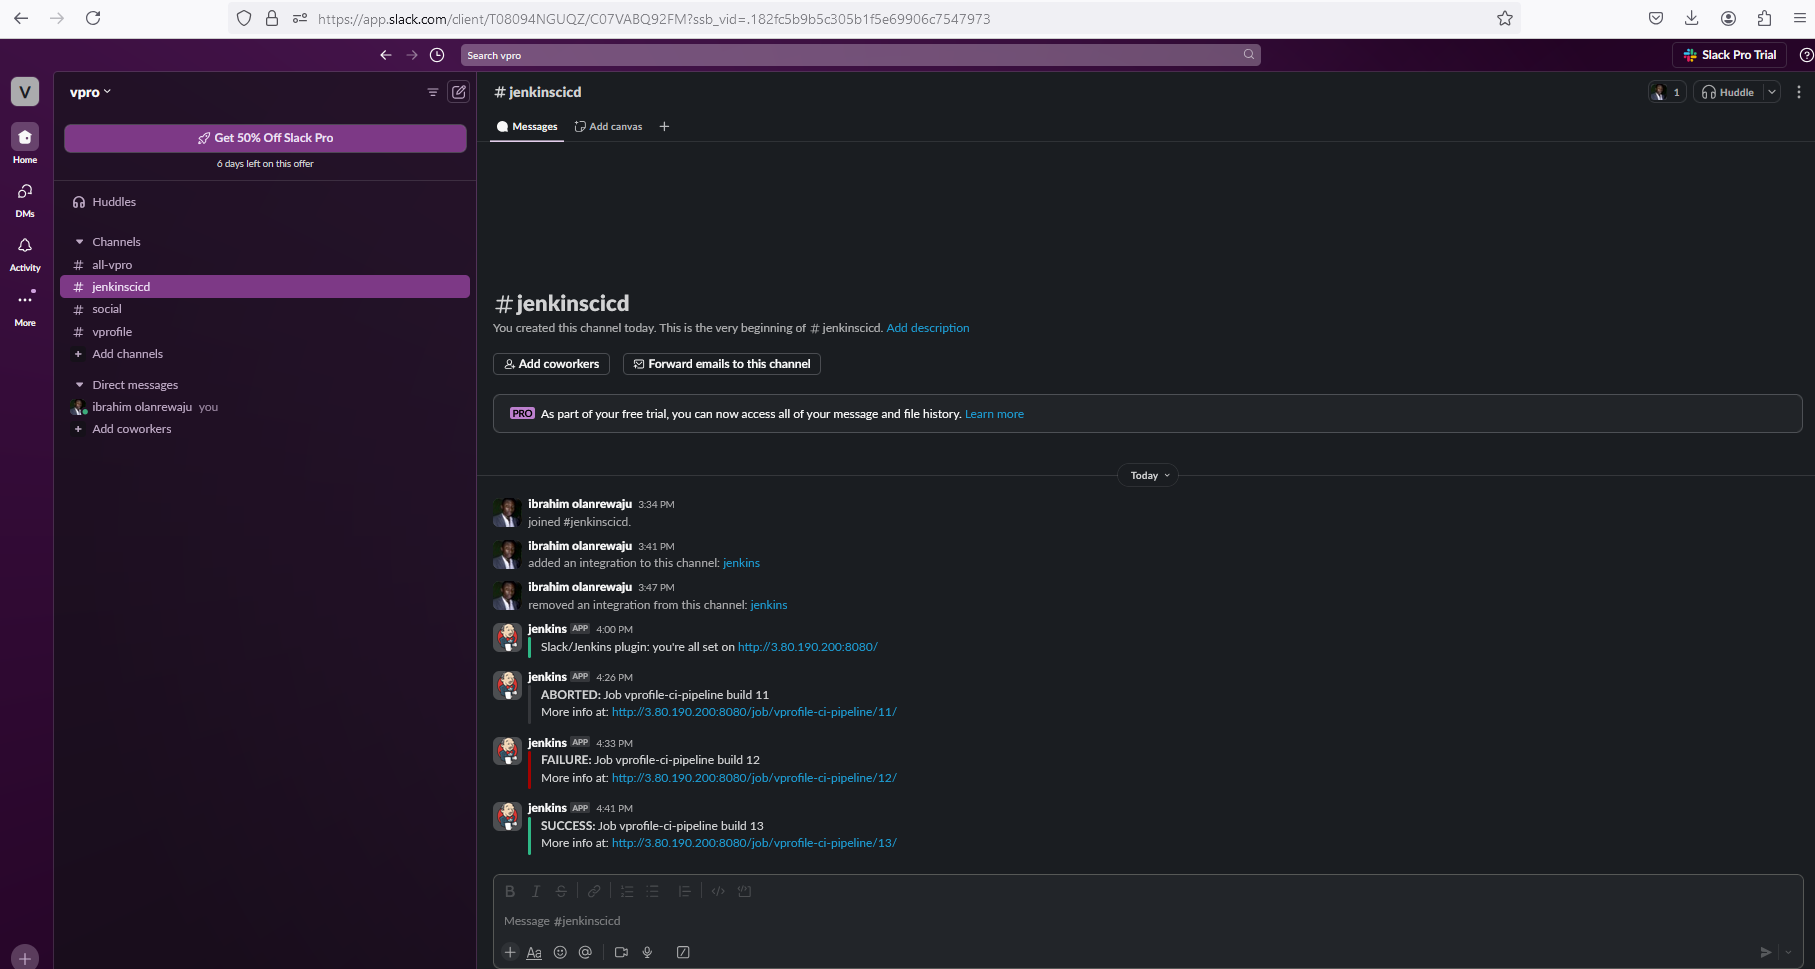 https://app.slack.com/client/T08094NGUQZ/C07VABQ92FM?ssb_vid=.182fc5b9b5c305b1f5e69906c7547973
Search vpro
Slack Pro Trial
V
Home
DMs
Activity
More
vpro
Get 50% Off Slack Pro
6 days left on this offer
Huddles
Channels
# all-vpro
# jenkinscicd
# social
# vprofile
+ Add channels
Direct messages
ibrahim olanrewaju you
+ Add coworkers
# jenkinscicd
1
Huddle
Messages
Add canvas
# jenkinscicd
You created this channel today. This is the very beginning of # jenkinscicd. Add description
Add coworkers
Forward emails to this channel
PRO As part of your free trial, you can now access all of your message and file history. Learn more
Today
ibrahim olanrewaju 3:34 PM
joined #jenkinscicd.
ibrahim olanrewaju 3:41 PM
added an integration to this channel: jenkins
ibrahim olanrewaju 3:47 PM
removed an integration from this channel: jenkins
jenkins APP 4:00 PM
Slack/Jenkins plugin: you're all set on http://3.80.190.200:8080/
jenkins APP 4:26 PM
ABORTED: Job vprofile-ci-pipeline build 11
More info at: http://3.80.190.200:8080/job/vprofile-ci-pipeline/11/
jenkins APP 4:33 PM
FAILURE: Job vprofile-ci-pipeline build 12
More info at: http://3.80.190.200:8080/job/vprofile-ci-pipeline/12/
jenkins APP 4:41 PM
SUCCESS: Job vprofile-ci-pipeline build 13
More info at: http://3.80.190.200:8080/job/vprofile-ci-pipeline/13/
B I S
Message #jenkinscicd
Aa